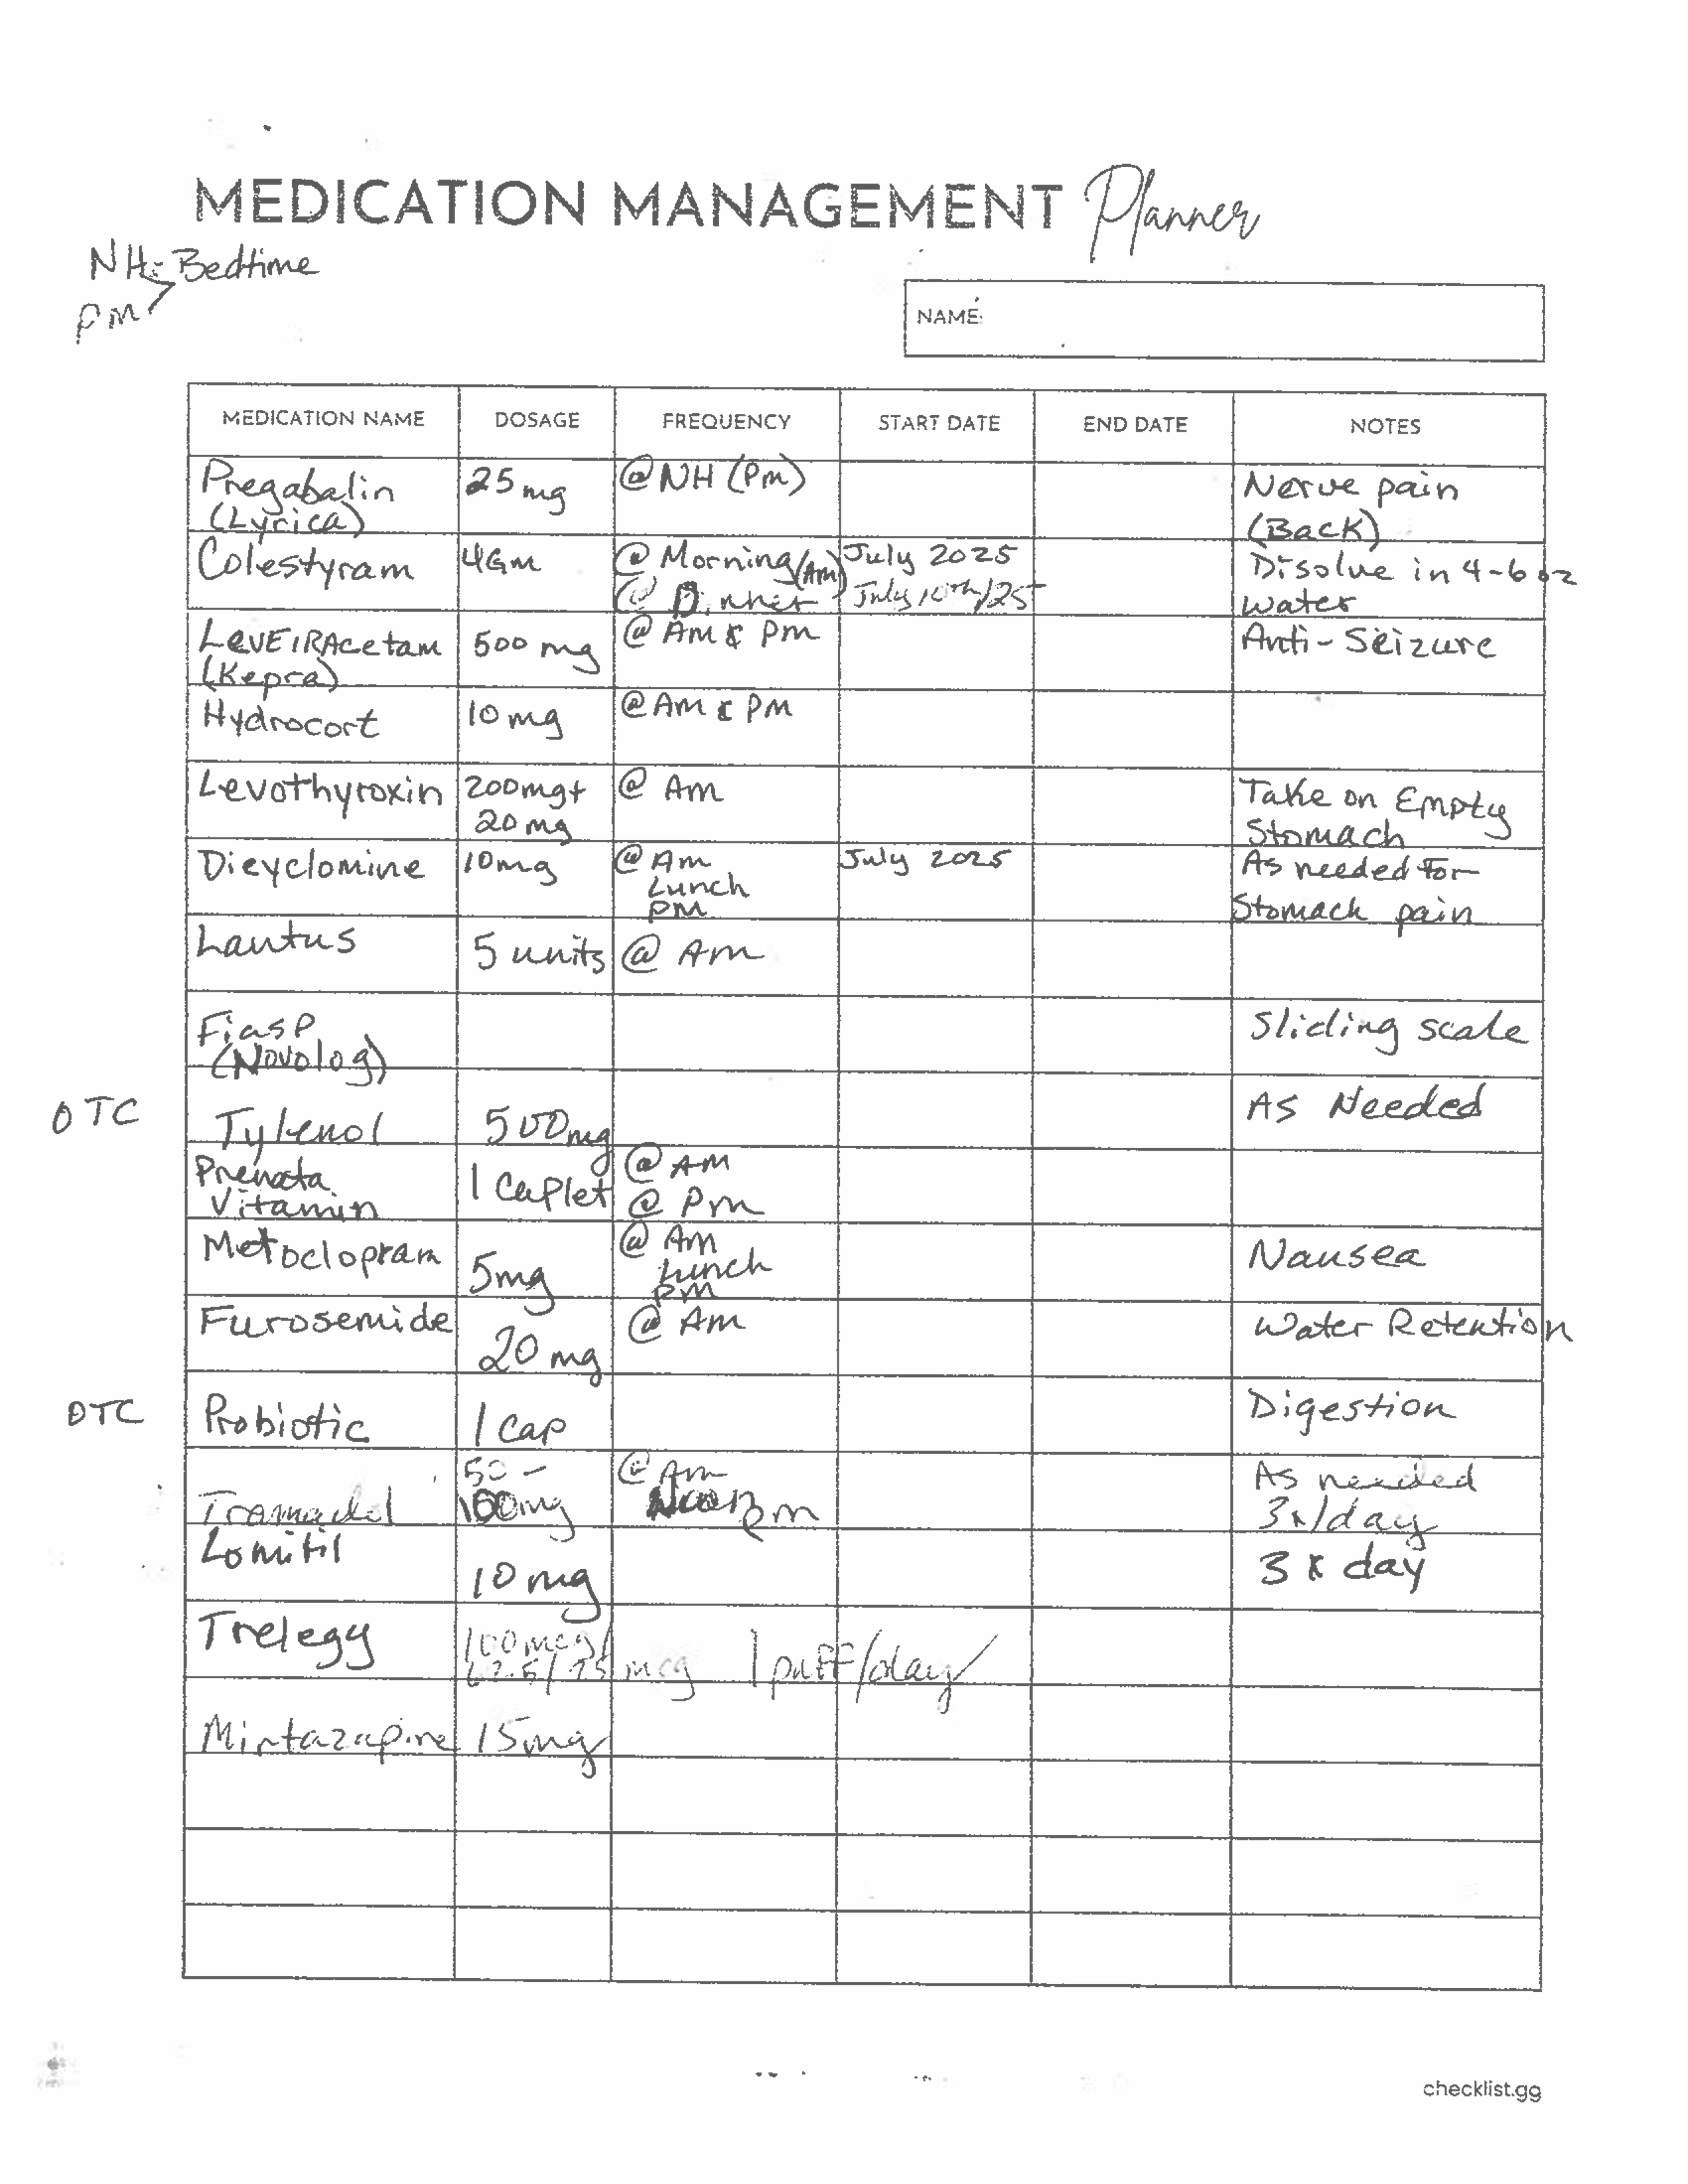 MEDICATION MANAGEMENT Planner
NH:- Bedtime
PM
NAME:
MEDICATION NAME DOSAGE FREQUENCY START DATE END DATE NOTES
Pregabalin (Lyrica) 25 mg @ NH (Pm) Nerve pain (Back)
Colestyram 4Gm @ Morning (Am) @ Dinner July 2025 July 10th/25 Disolve in 4-6 oz water
LeVEIRAcetam (Kepra) 500 mg @ Am & Pm Anti-Seizure
Hydrocort 10 mg @ Am & PM
Levothyroxin 200mg+ 20 mg @ Am Take on Empty Stomach
Dicyclomine 10mg @ Am Lunch pm July 2025 As needed for Stomach pain
Lantus 5 units @ Am
Fiasp (Novolog) Sliding scale
OTC Tylenol 500mg As Needed
Prenata Vitamin 1 caplet @ AM @ Pm
Metoclopram 5mg @ Am Lunch pm Nausea
Furosemide 20 mg @ Am Water Retention
OTC Probiotic 1 cap Digestion
Tramadol 50 - 100mg @ Am Noon pm As needed 3x/day
Lomitil 10 mg 3 x day
Trelegy 100mcg/ 62.5/25 mcg 1 puff/day
Mirtazapine 15mg
checklist.gg